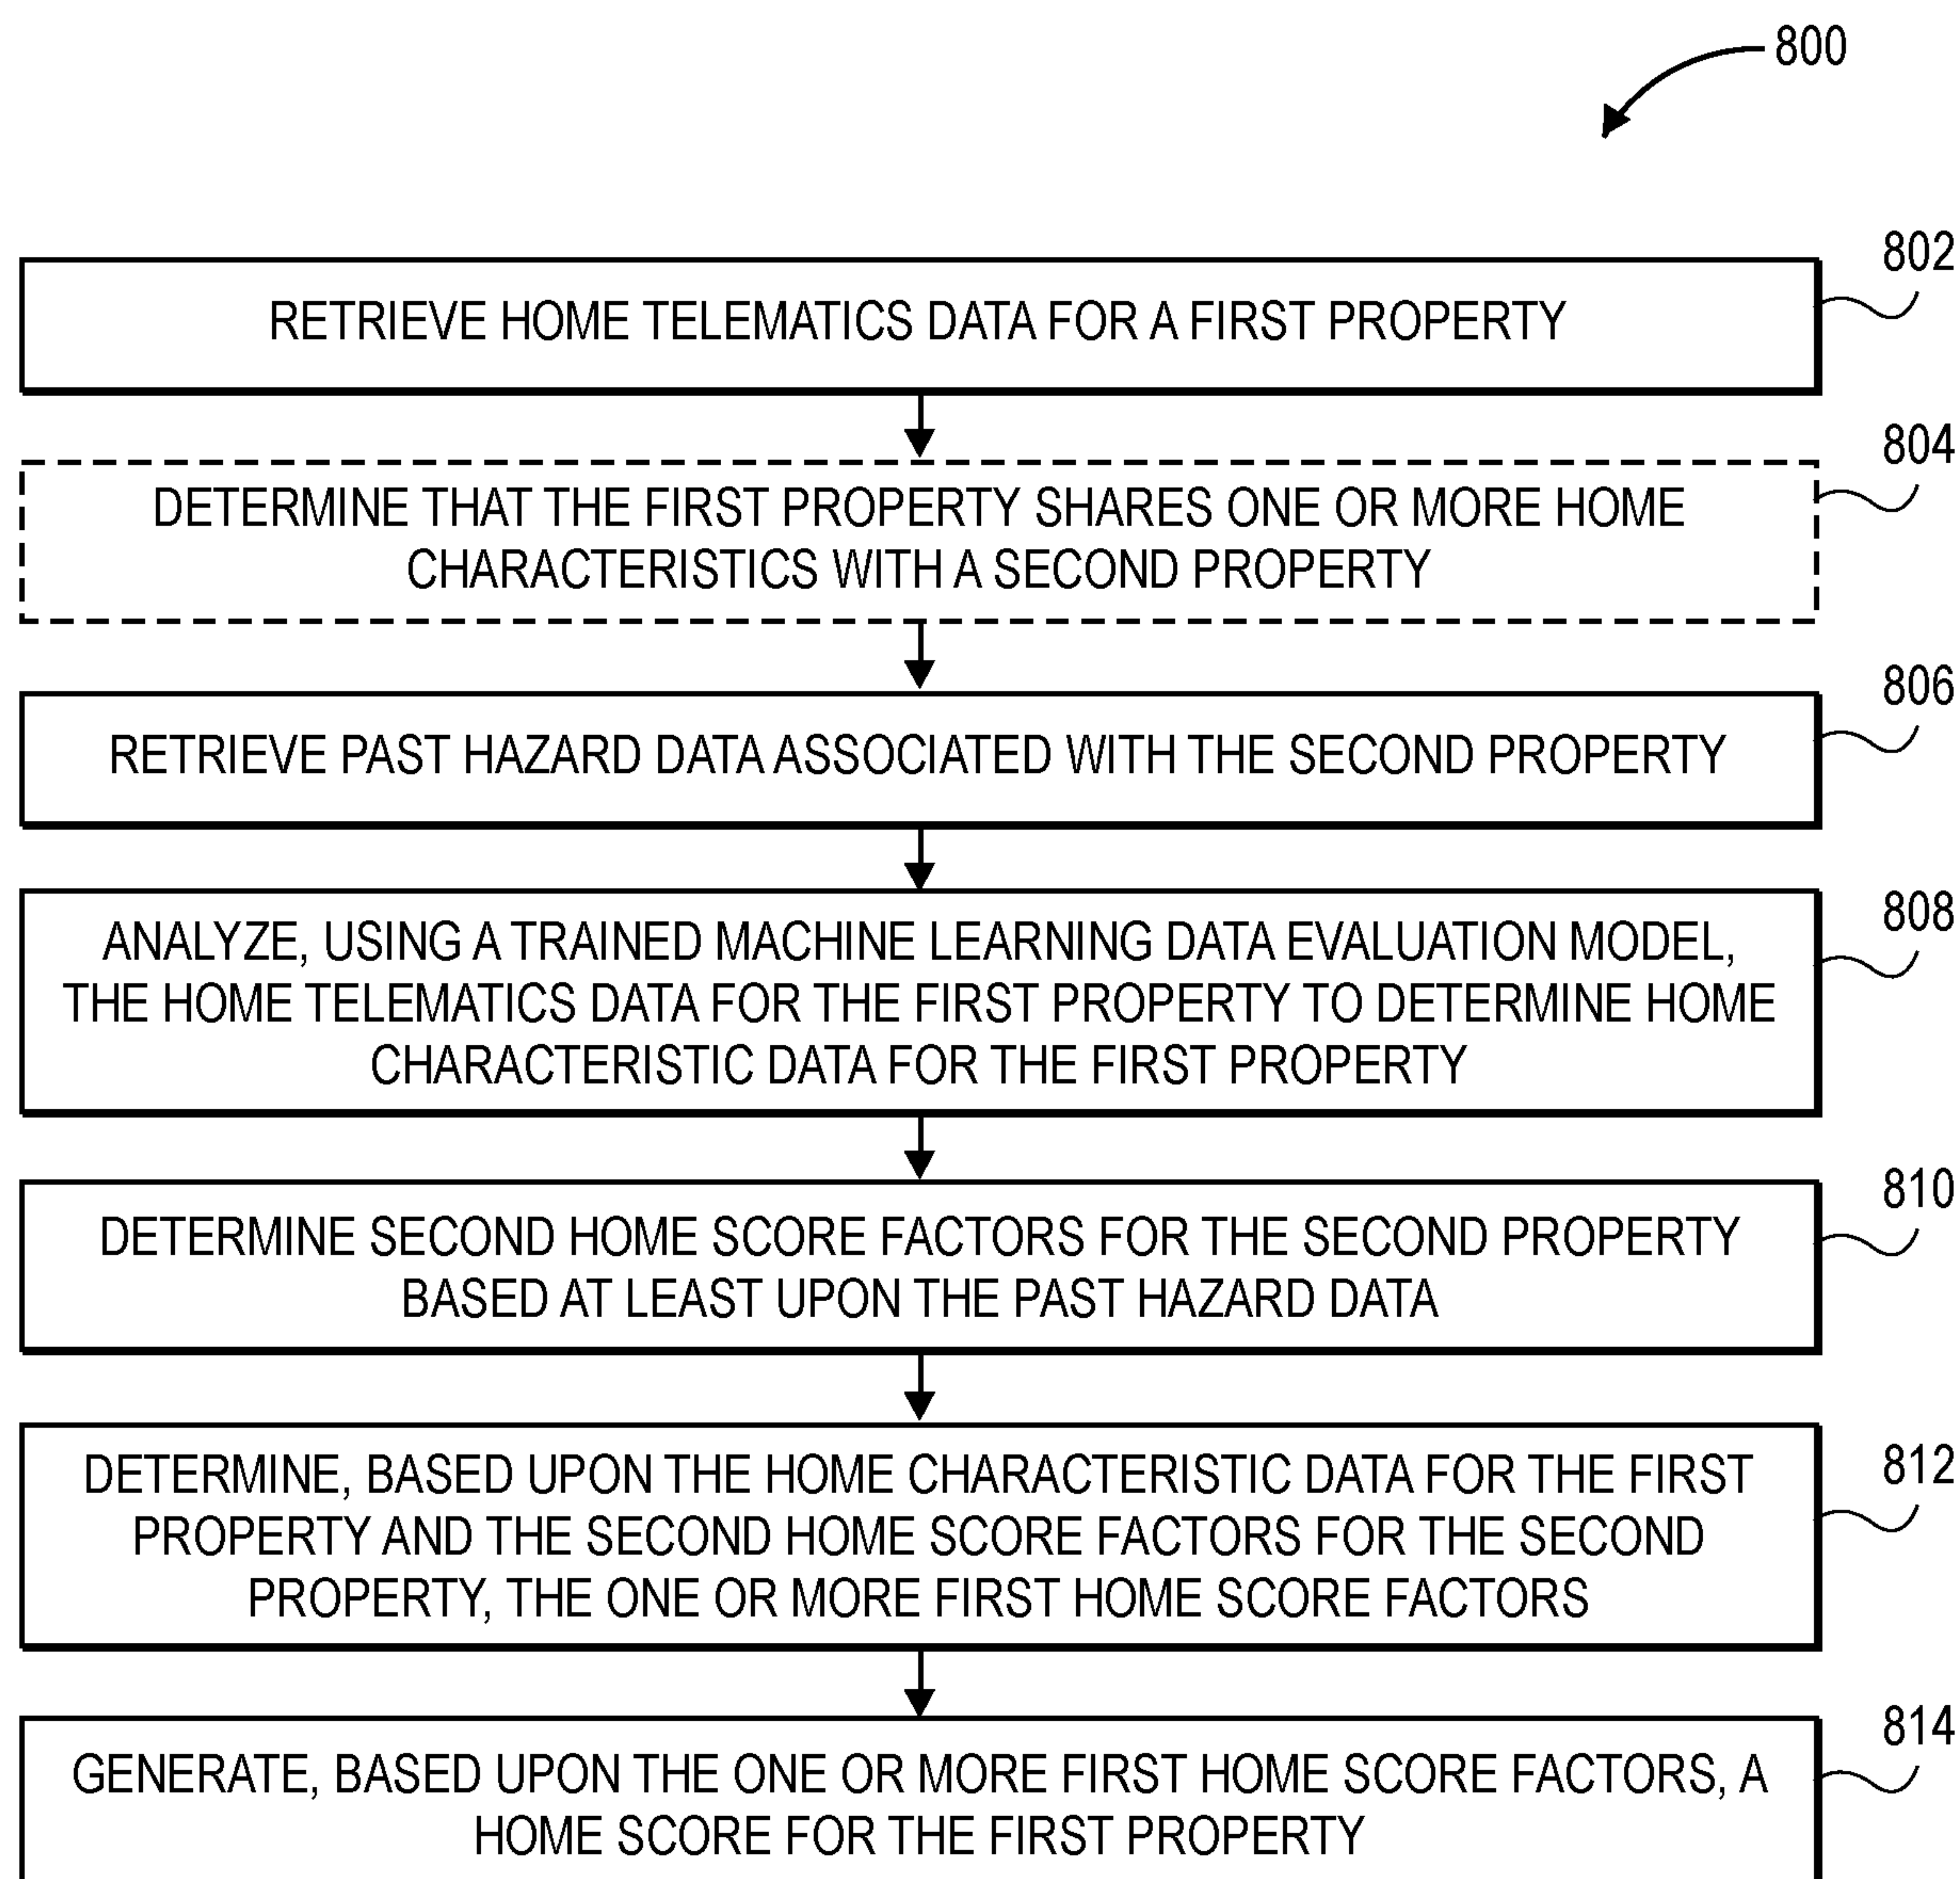 800
802
RETRIEVE HOME TELEMATICS DATA FOR A FIRST PROPERTY
804
DETERMINE THAT THE FIRST PROPERTY SHARES ONE OR MORE HOME
CHARACTERISTICS WITH A SECOND PROPERTY
806
RETRIEVE PAST HAZARD DATA ASSOCIATED WITH THE SECOND PROPERTY
808
ANALYZE, USING A TRAINED MACHINE LEARNING DATA EVALUATION MODEL,
THE HOME TELEMATICS DATA FOR THE FIRST PROPERTY TO DETERMINE HOME
CHARACTERISTIC DATA FOR THE FIRST PROPERTY
810
DETERMINE SECOND HOME SCORE FACTORS FOR THE SECOND PROPERTY
BASED AT LEAST UPON THE PAST HAZARD DATA
812
DETERMINE, BASED UPON THE HOME CHARACTERISTIC DATA FOR THE FIRST
PROPERTY AND THE SECOND HOME SCORE FACTORS FOR THE SECOND
PROPERTY, THE ONE OR MORE FIRST HOME SCORE FACTORS
814
GENERATE, BASED UPON THE ONE OR MORE FIRST HOME SCORE FACTORS, A
HOME SCORE FOR THE FIRST PROPERTY